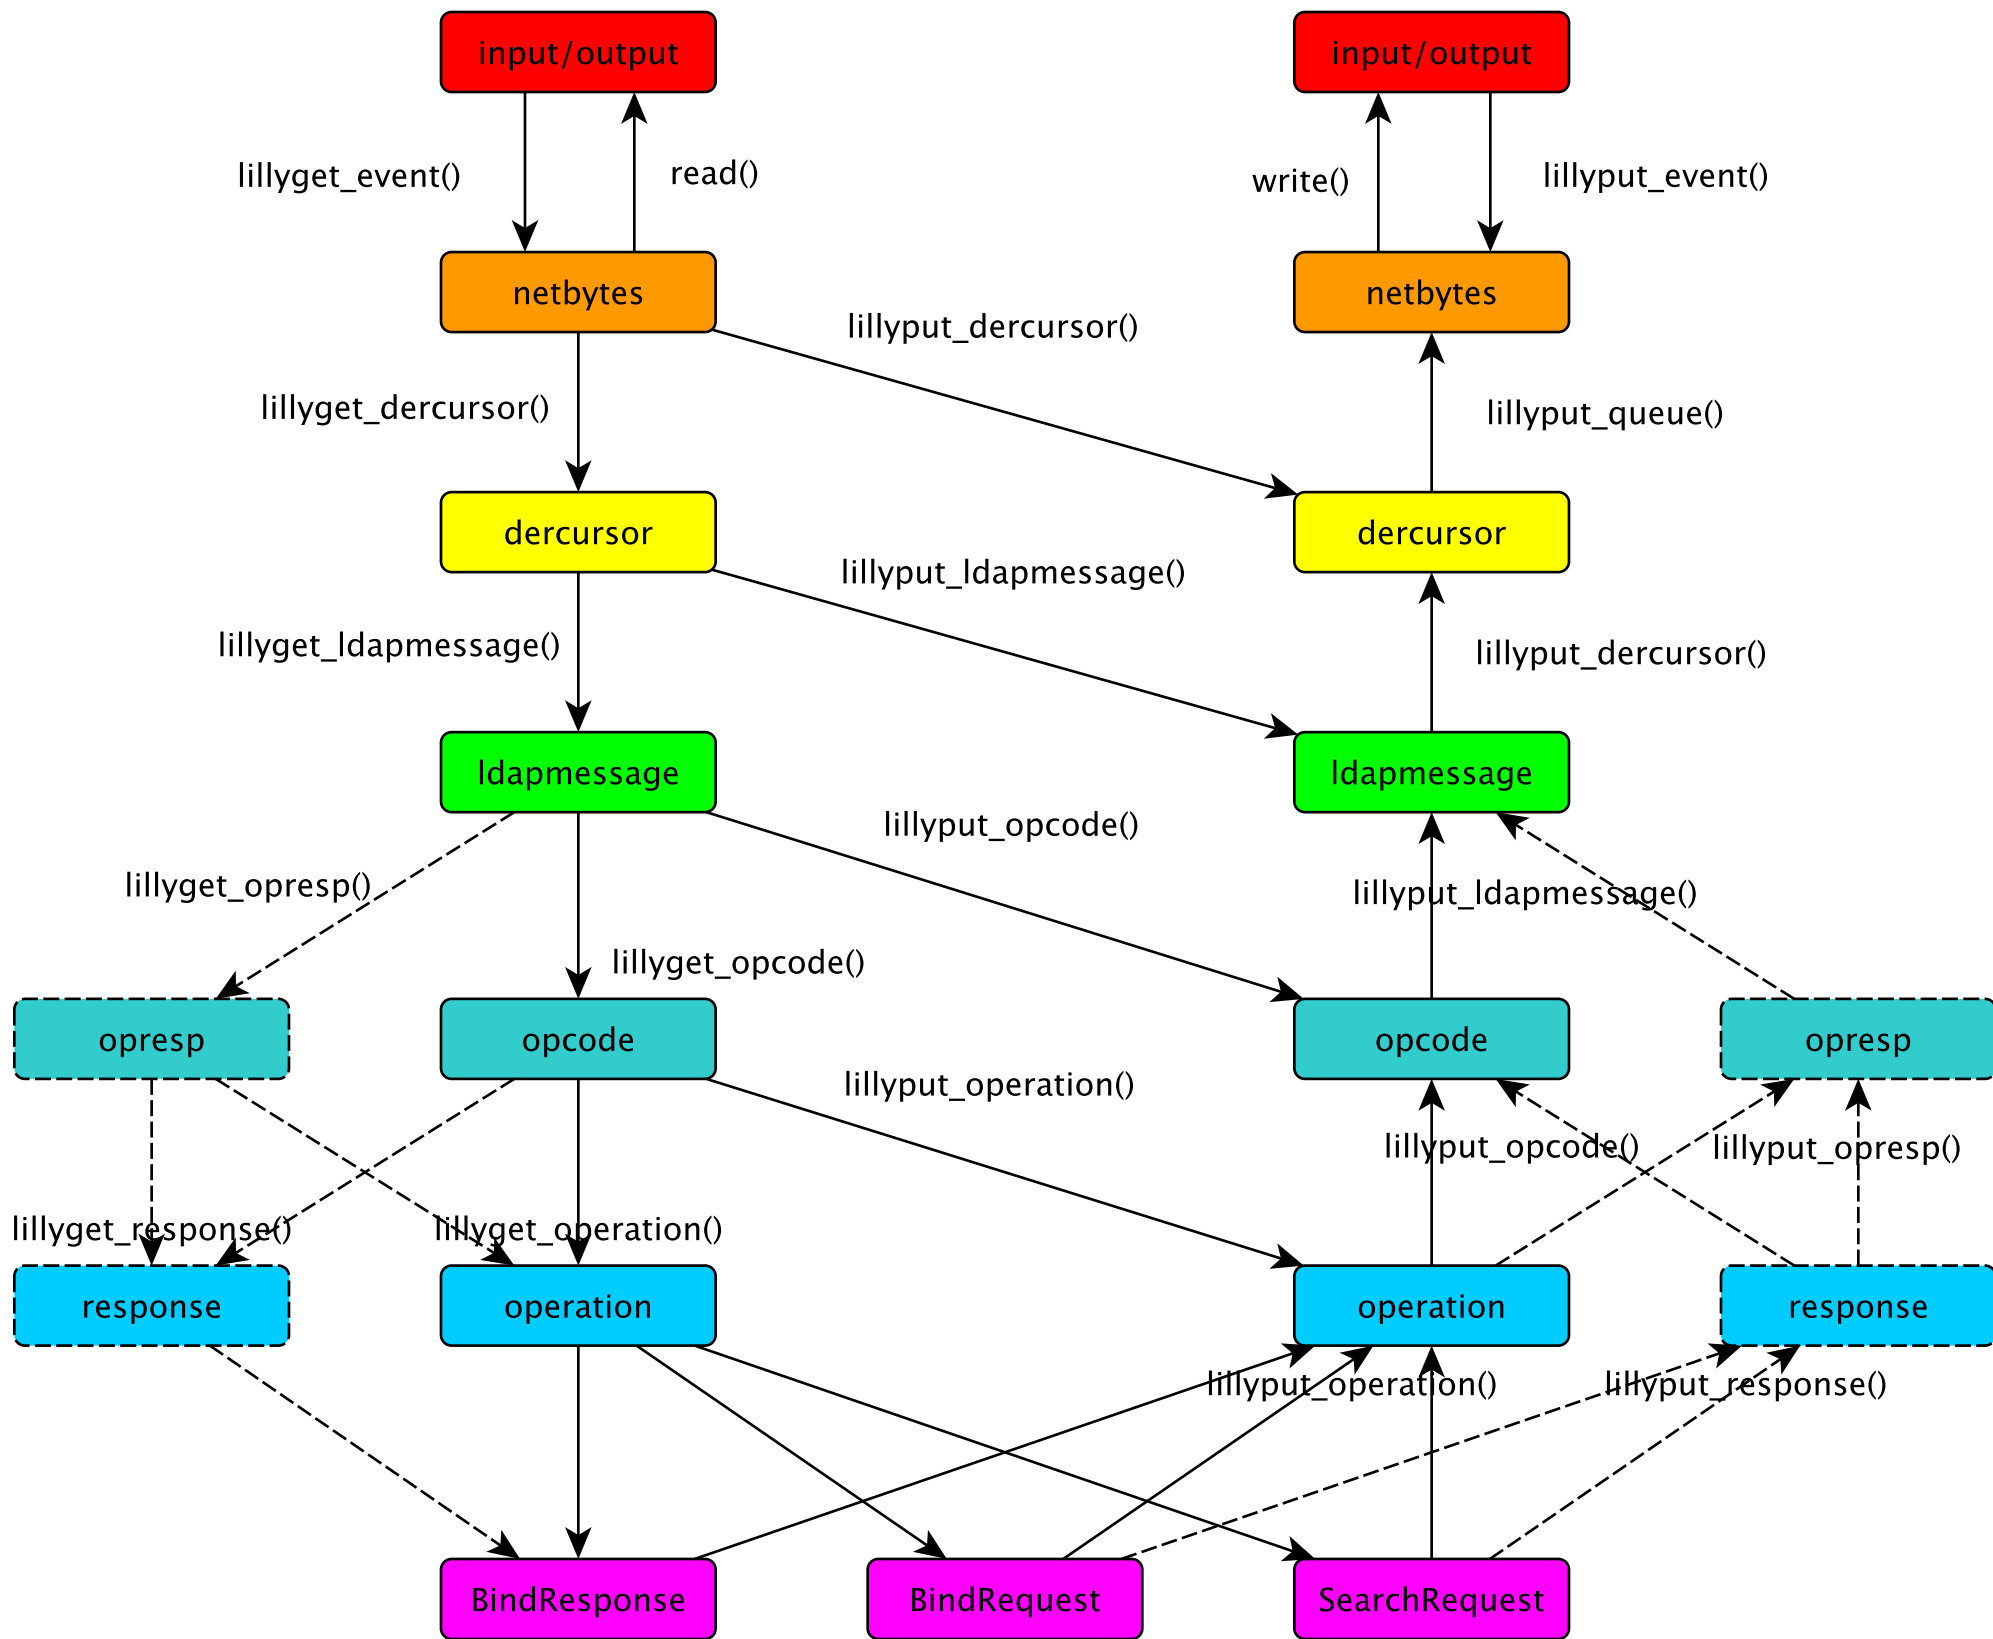 input/output
input/output
lillyget_event()
read()
write()
lillyput_event()
netbytes
netbytes
lillyput_dercursor()
lillyget_dercursor()
lillyput_queue()
dercursor
dercursor
lillyput_ldapmessage()
lillyget_ldapmessage()
lillyput_dercursor()
ldapmessage
ldapmessage
lillyput_opcode()
lillyget_opresp()
lillyput_ldapmessage()
lillyget_opcode()
opresp
opcode
opcode
opresp
lillyput_operation()
lillyput_opcode()
lillyput_opresp()
lillyget_response()
lillyget_operation()
response
operation
operation
response
lillyput_operation()
lillyput_response()
BindResponse
BindRequest
SearchRequest